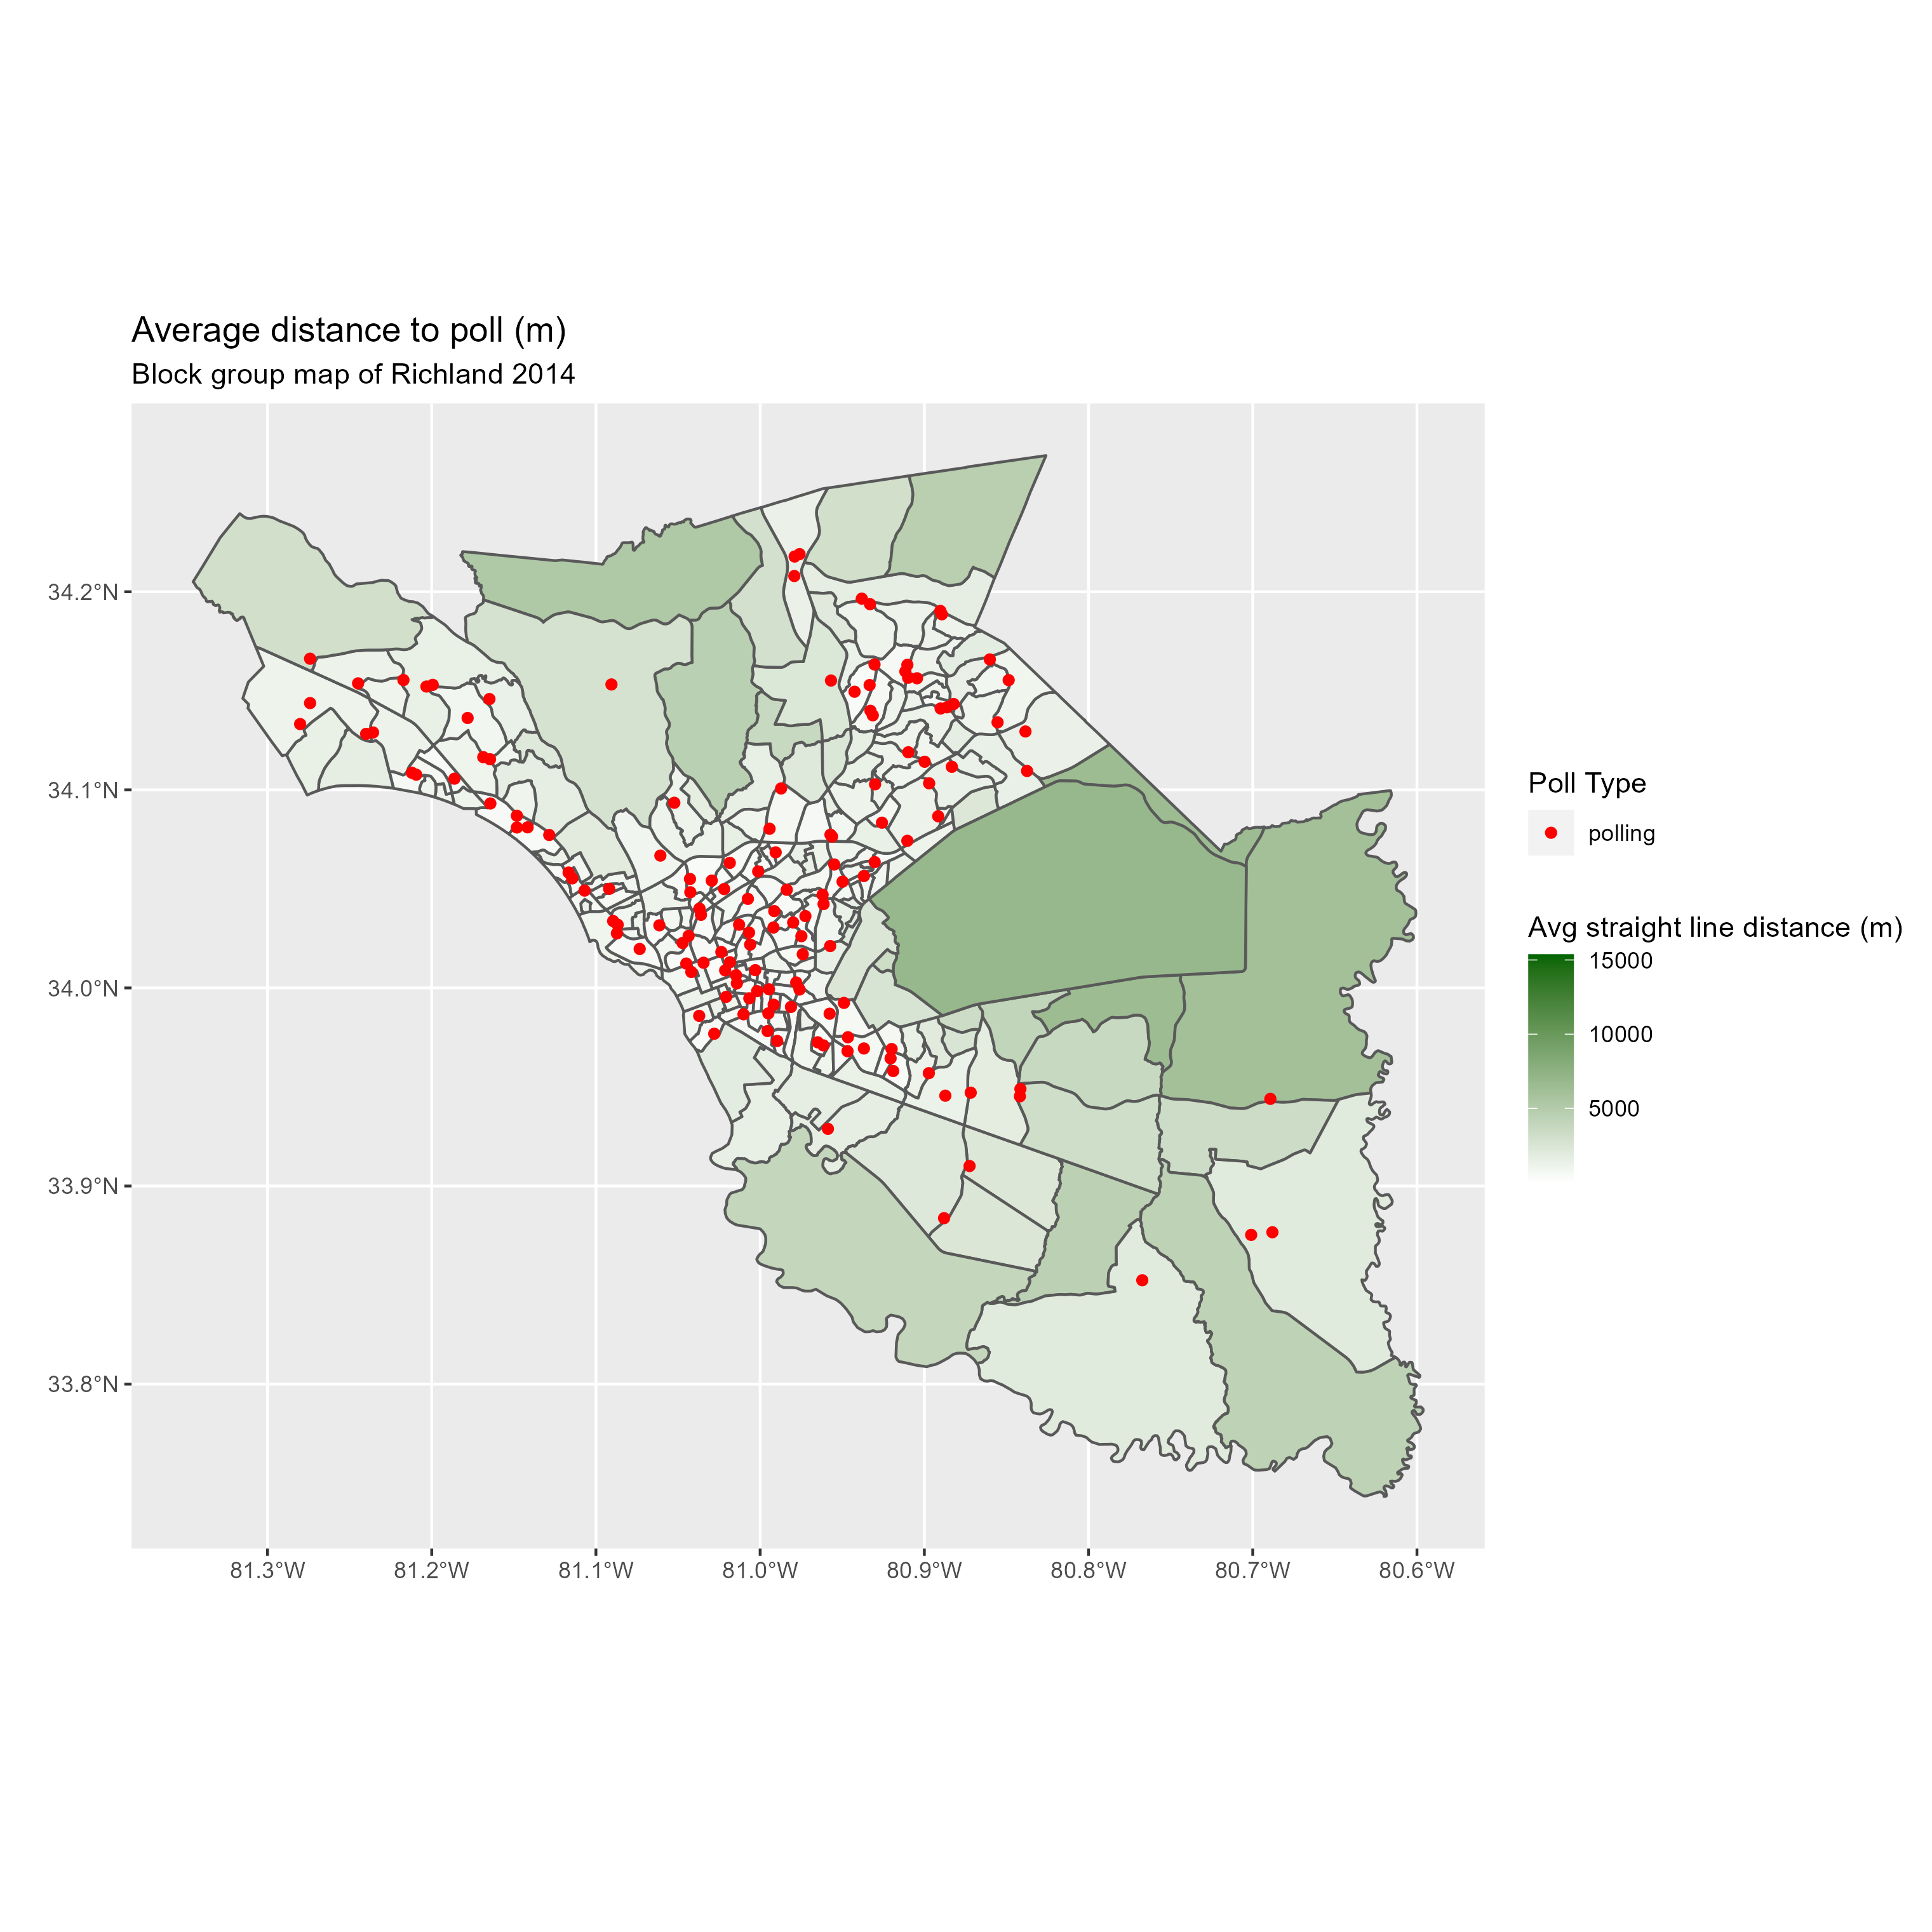 Average distance to poll (m)
Block group map of Richland 2014
34.2°N
34.1°N
34.0°N
33.9°N
33.8°N
81.3°W
81.2°W
81.1°W
81.0°W
80.9°W
80.8°W
80.7°W
80.6°W
Poll Type
polling
Avg straight line distance (m)
15000
10000
5000